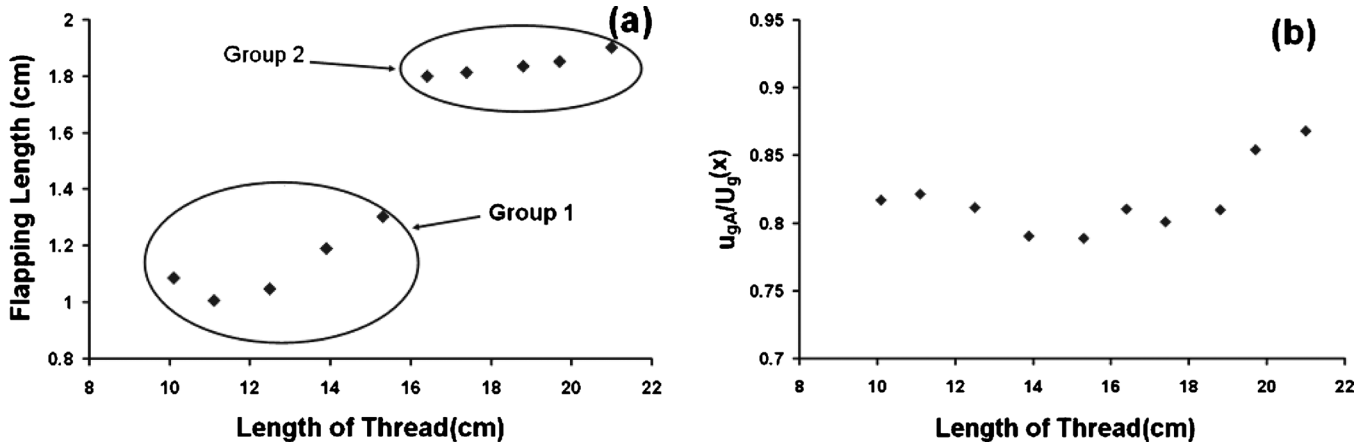 (a)
Flapping Length (cm)
2
1.8
1.6
1.4
1.2
1
0.8
Group 2
Group 1
8 10 12 14 16 18 20 22
Length of Thread(cm)
(b)
u_gA/U_g(x)
0.95
0.9
0.85
0.8
0.75
0.7
8 10 12 14 16 18 20 22
Length of Thread(cm)